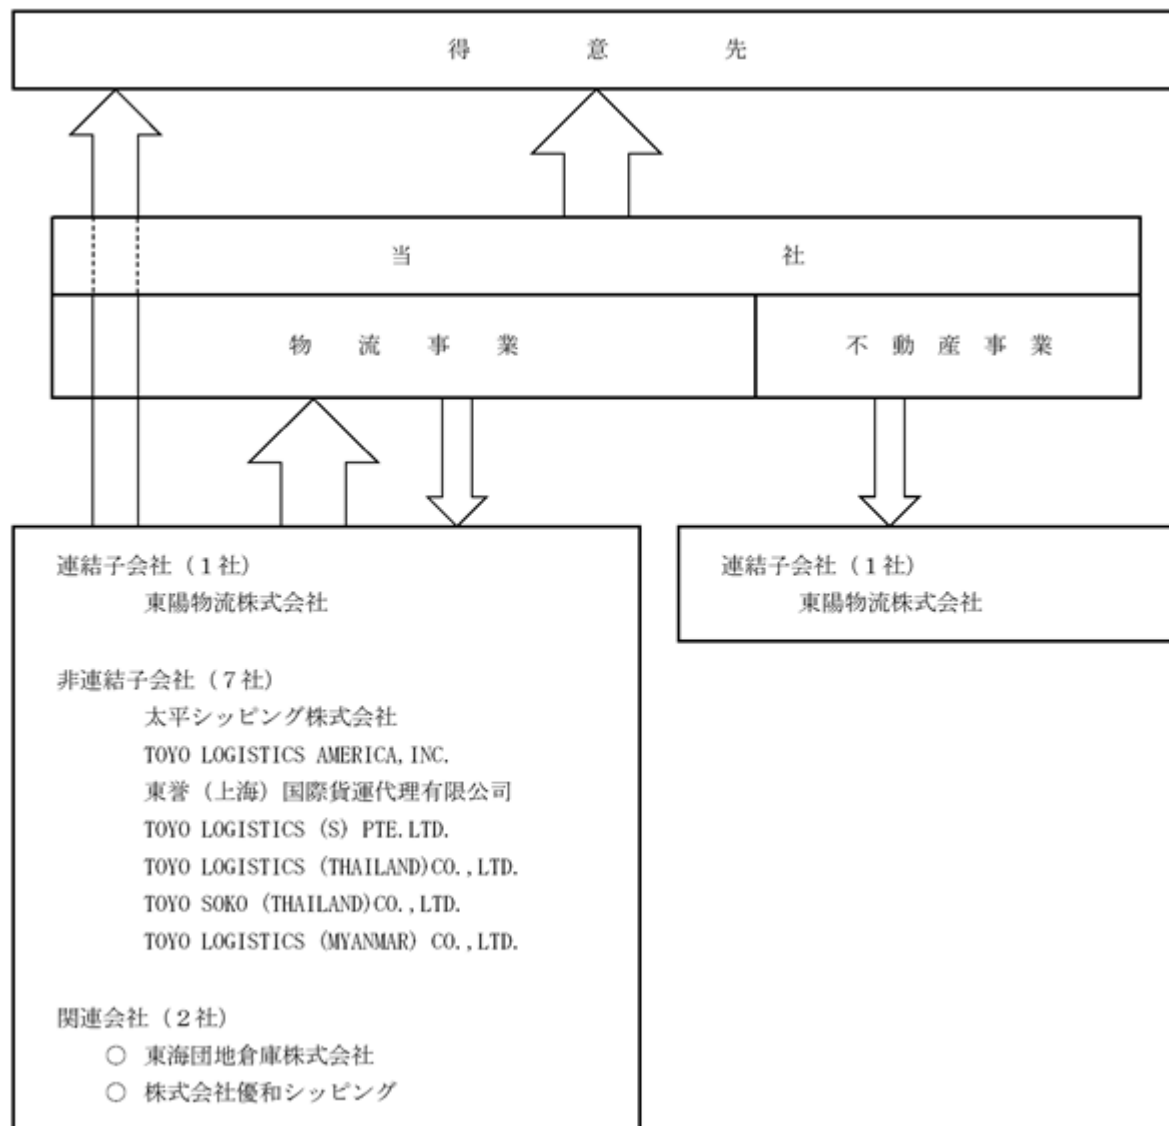 得意先
当社
物流事業
不動産事業
連結子会社（１社）
東陽物流株式会社
非連結子会社（７社）
太平シッピング株式会社
TOYO LOGISTICS AMERICA,INC.
東誉（上海）国際貨運代理有限公司
TOYO LOGISTICS (S) PTE.LTD.
TOYO LOGISTICS (THAILAND)CO.,LTD.
TOYO SOKO (THAILAND)CO.,LTD.
TOYO LOGISTICS (MYANMAR) CO.,LTD.
関連会社（２社）
○ 東海団地倉庫株式会社
○ 株式会社優和シッピング
連結子会社（１社）
東陽物流株式会社